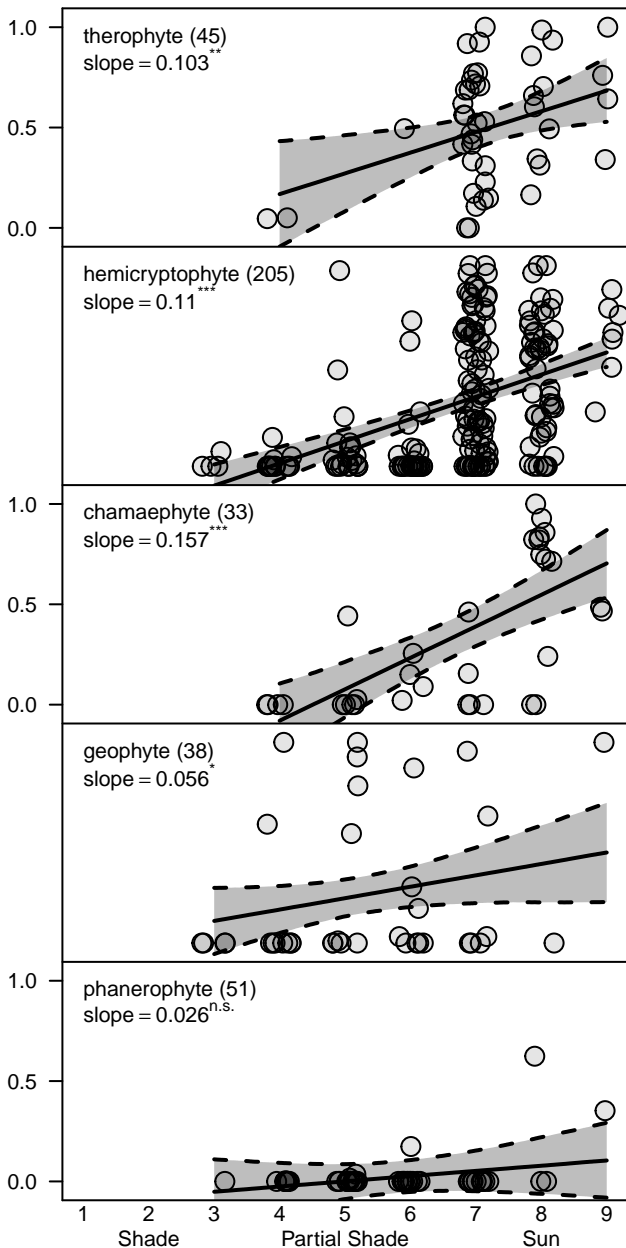 1.0
therophyte (45)
slope = 0.103**
0.5
0.0
hemicryptophyte (205)
slope = 0.11***
1.0
chamaephyte (33)
slope = 0.157***
0.5
0.0
geophyte (38)
slope = 0.056*
1.0
phanerophyte (51)
slope = 0.026n.s.
0.5
0.0
1 2 3 4 5 6 7 8 9
Shade Partial Shade Sun